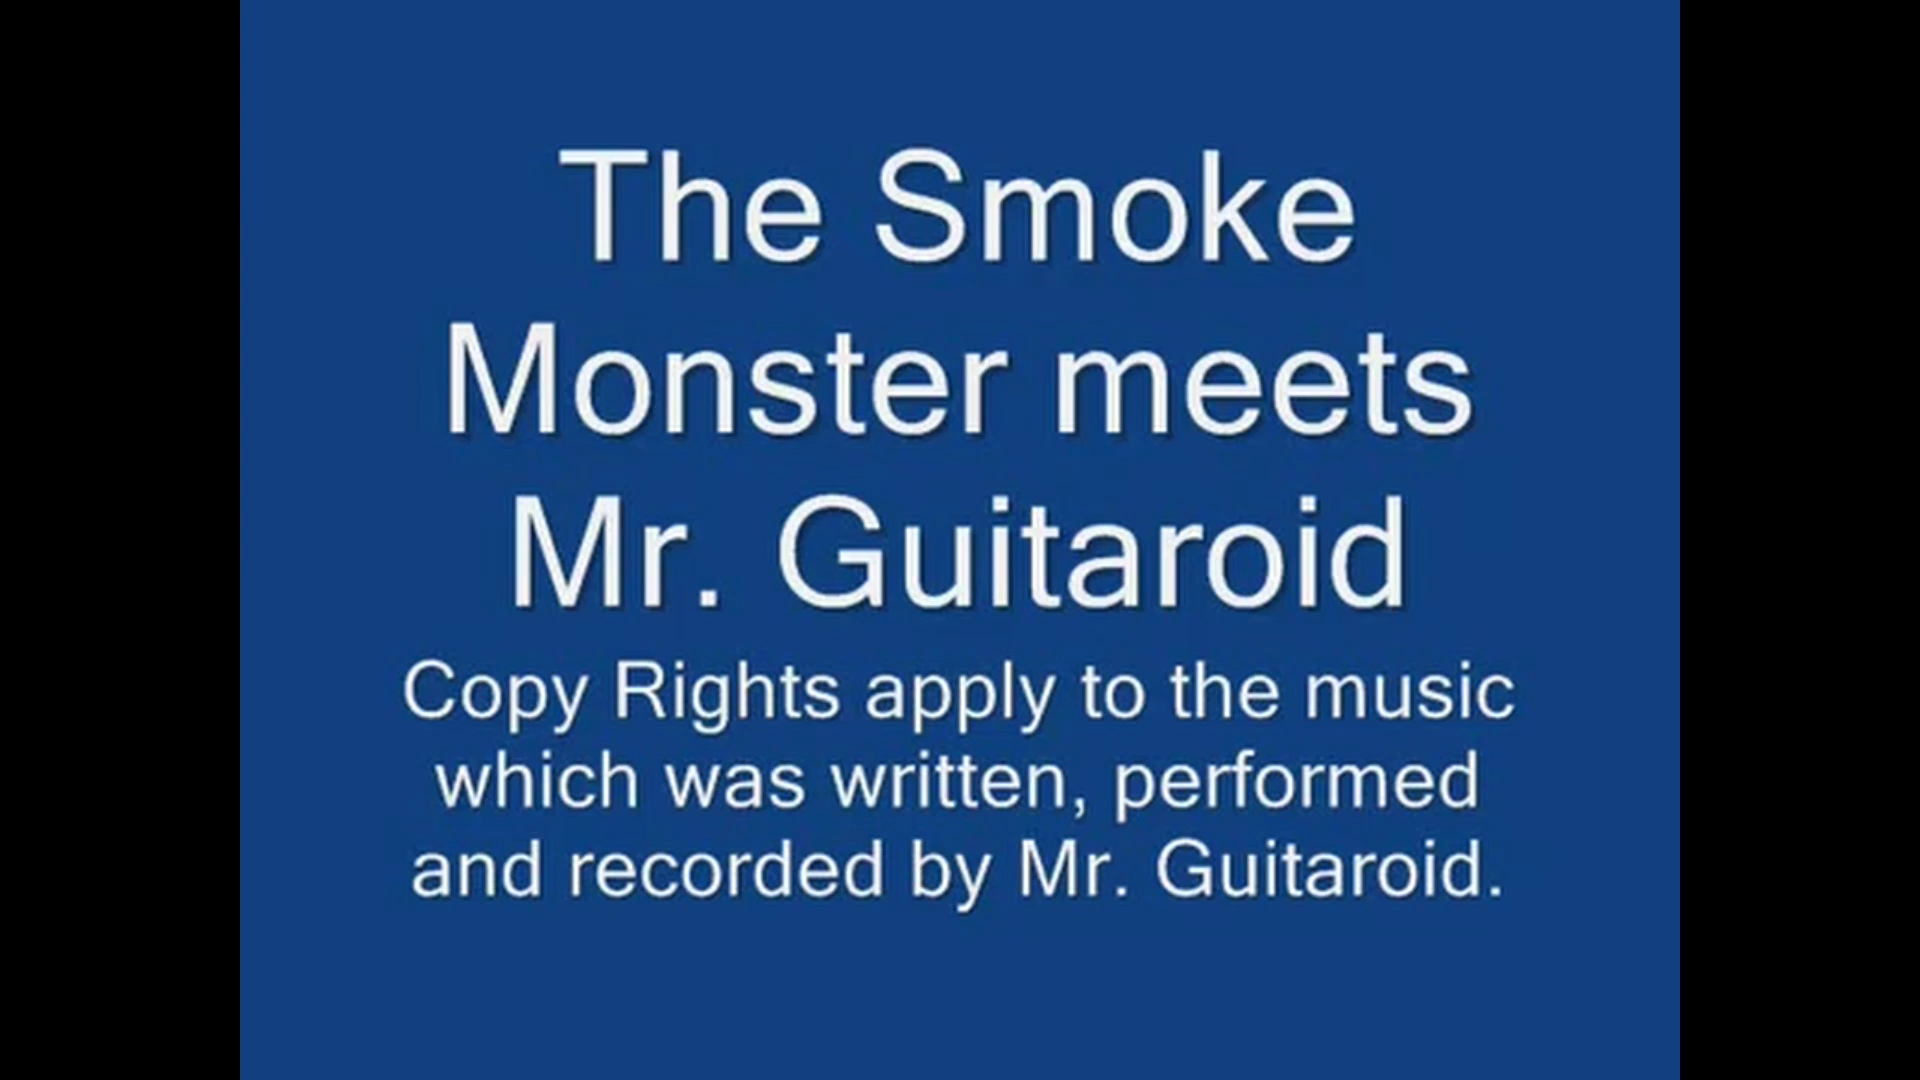 The Smoke
Monster meets
Mr. Guitaroid
Copy Rights apply to the music
which was written, performed
and recorded by Mr. Guitaroid.